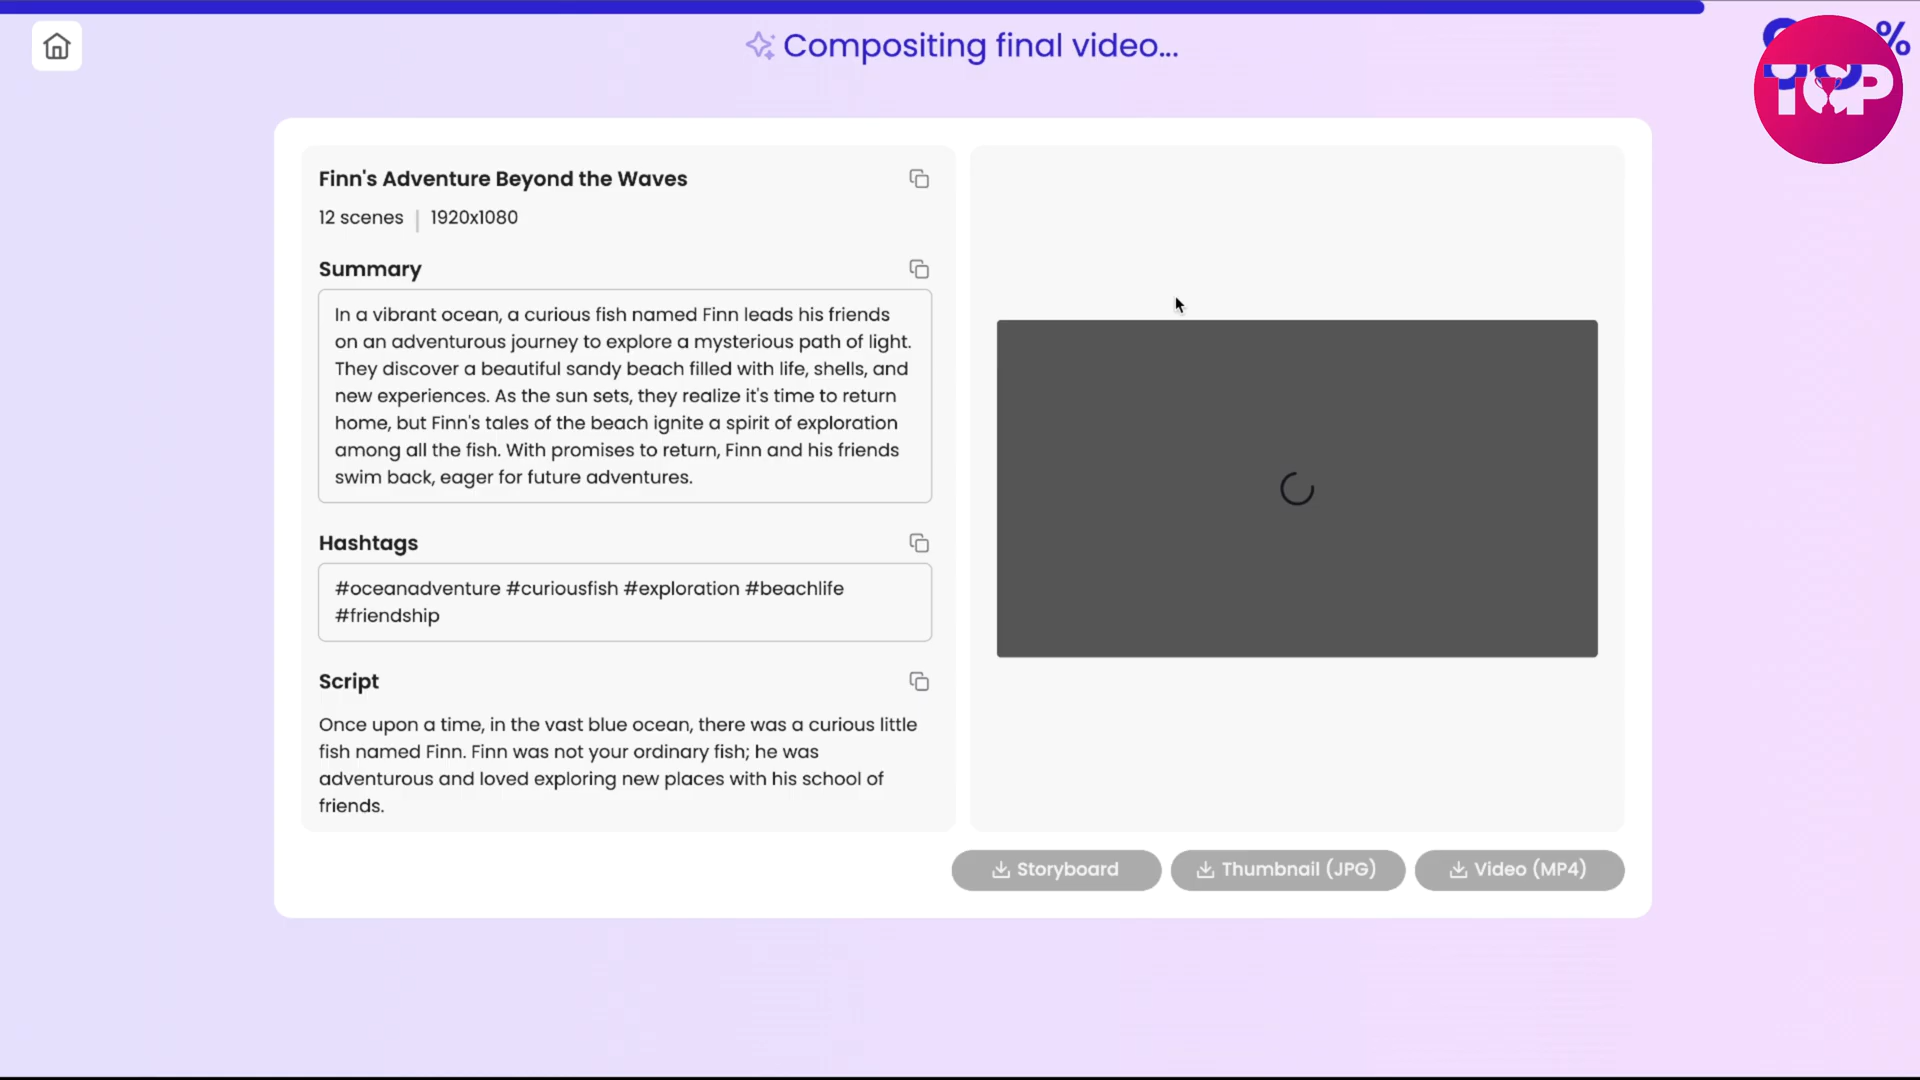 Compositing final video...
%
TOP
Finn's Adventure Beyond the Waves
12 scenes | 1920x1080
Summary
In a vibrant ocean, a curious fish named Finn leads his friends
on an adventurous journey to explore a mysterious path of light.
They discover a beautiful sandy beach filled with life, shells, and
new experiences. As the sun sets, they realize it's time to return
home, but Finn's tales of the beach ignite a spirit of exploration
among all the fish. With promises to return, Finn and his friends
swim back, eager for future adventures.
Hashtags
#oceanadventure #curiousfish #exploration #beachlife
#friendship
Script
Once upon a time, in the vast blue ocean, there was a curious little
fish named Finn. Finn was not your ordinary fish; he was
adventurous and loved exploring new places with his school of
friends.
Storyboard
Thumbnail (JPG)
Video (MP4)